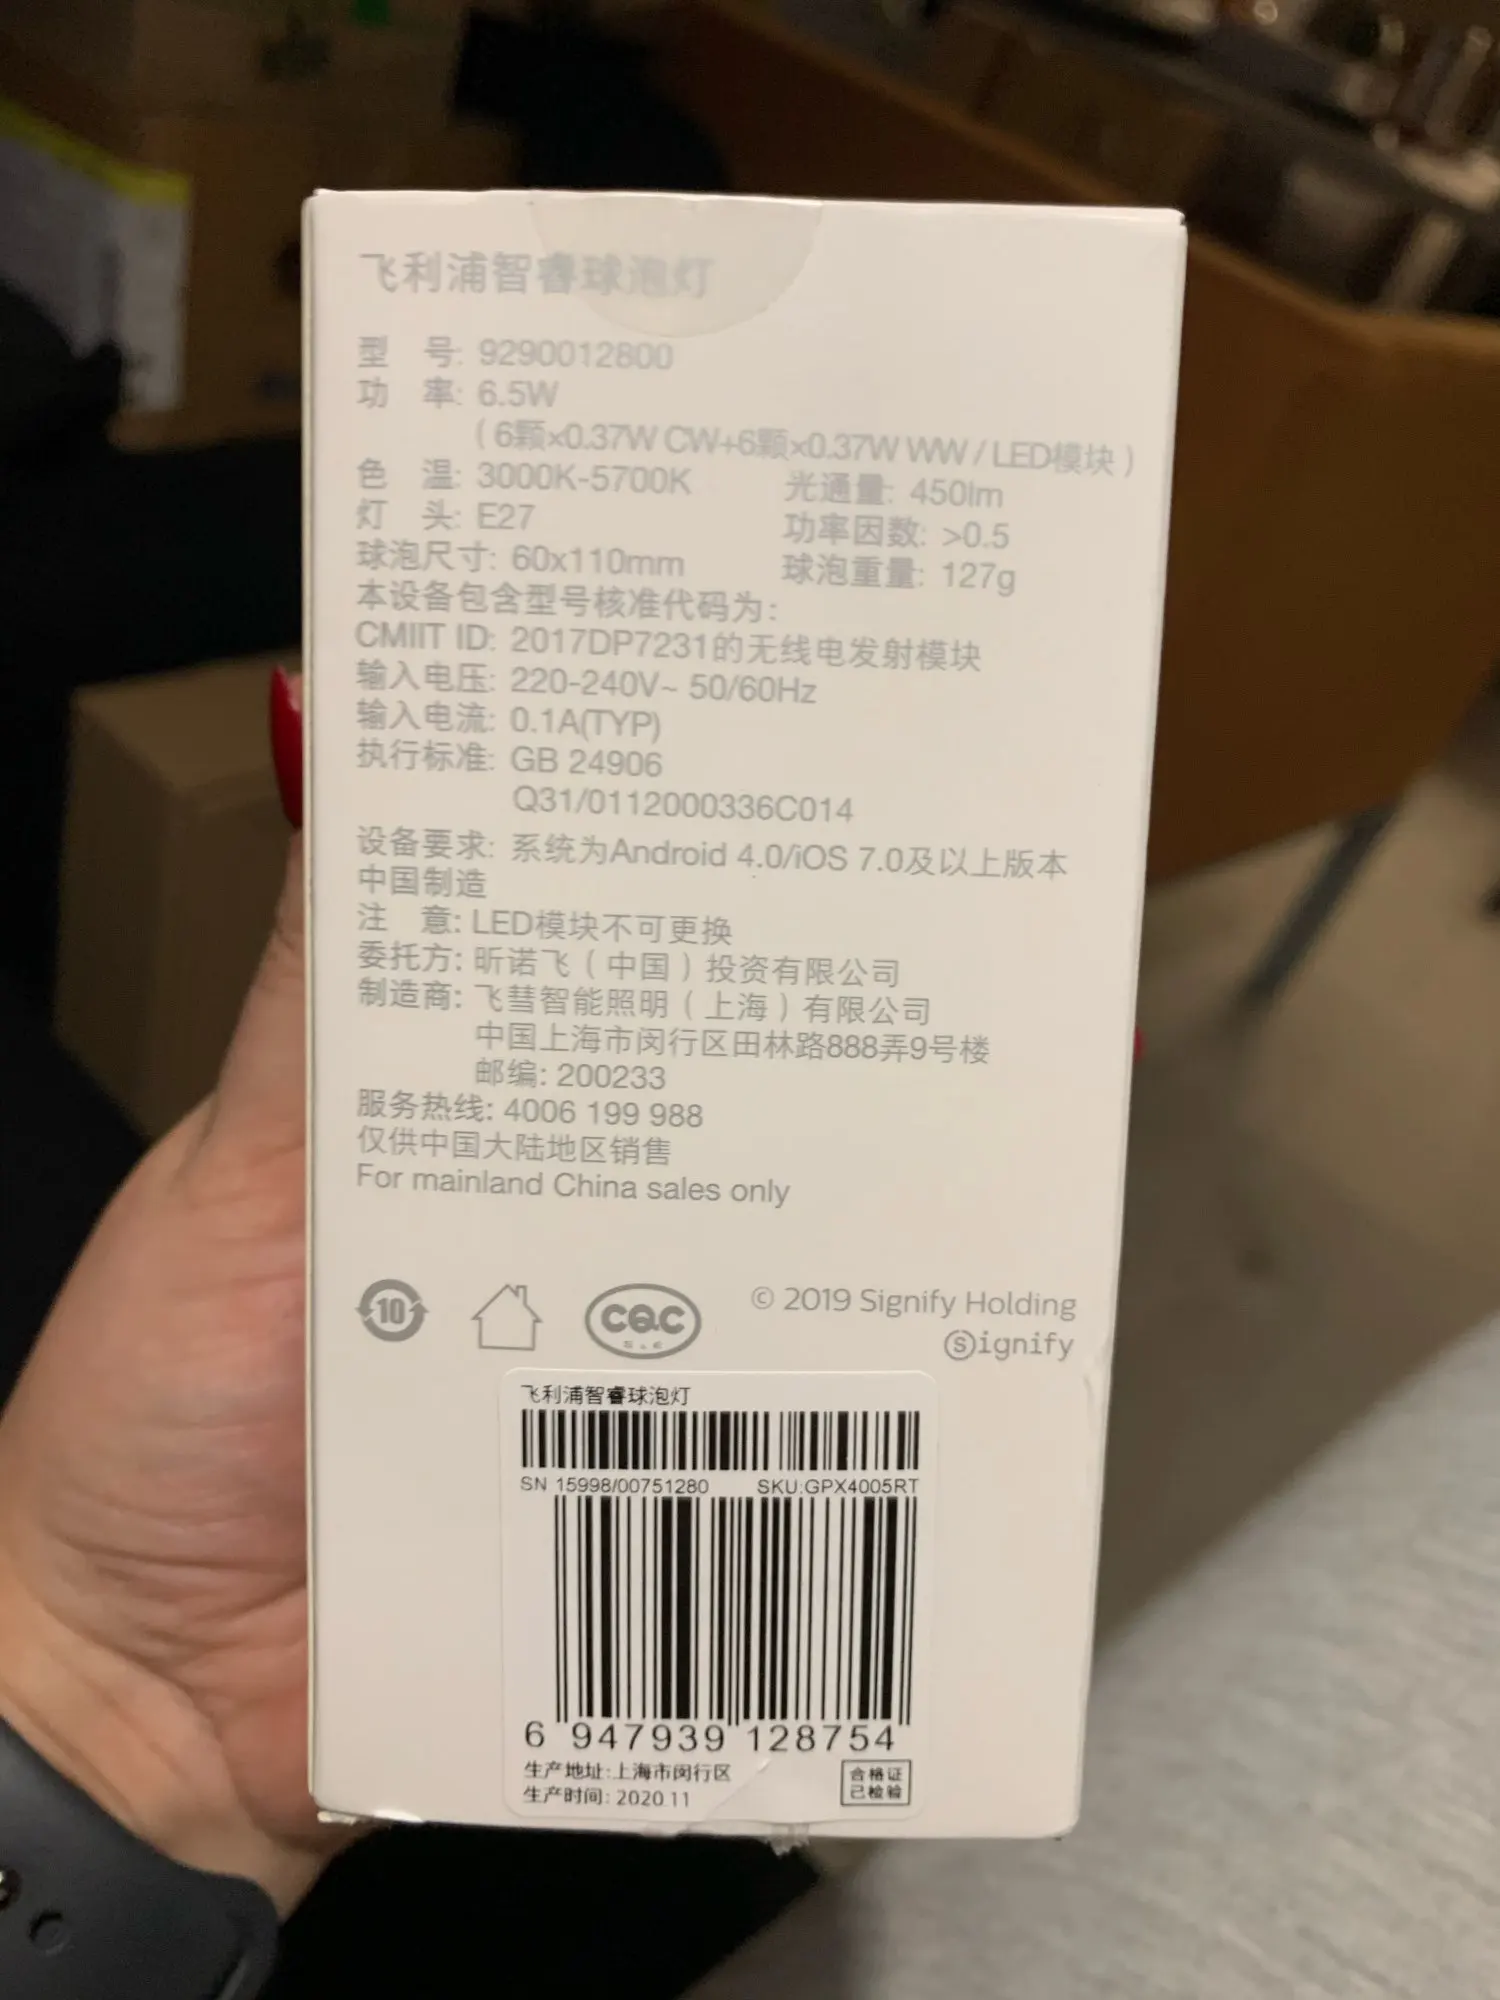 飞利浦智睿球泡灯
型 号: 9290012800
功 率: 6.5W
( 6颗×0.37W CW+6颗×0.37W WW / LED模块 )
色 温: 3000K-5700K 光通量: 450lm
灯 头: E27 功率因数: >0.5
球泡尺寸: 60x110mm 球泡重量: 127g
本设备包含型号核准代码为:
CMIIT ID: 2017DP7231的无线电发射模块
输入电压: 220-240V~ 50/60Hz
输入电流: 0.1A(TYP)
执行标准: GB 24906
Q31/0112000336C014
设备要求: 系统为Android 4.0/iOS 7.0及以上版本
中国制造
注 意: LED模块不可更换
委托方: 昕诺飞（中国）投资有限公司
制造商: 飞彗智能照明（上海）有限公司
中国上海市闵行区田林路888弄9号楼
邮编: 200233
服务热线: 4006 199 988
仅供中国大陆地区销售
For mainland China sales only
10
CQC
© 2019 Signify Holding
Signify
飞利浦智睿球泡灯
SN 15998/00751280 SKU:GPX4005RT
6 947939 128754
生产地址:上海市闵行区
生产时间: 2020.11
合格证
已检验